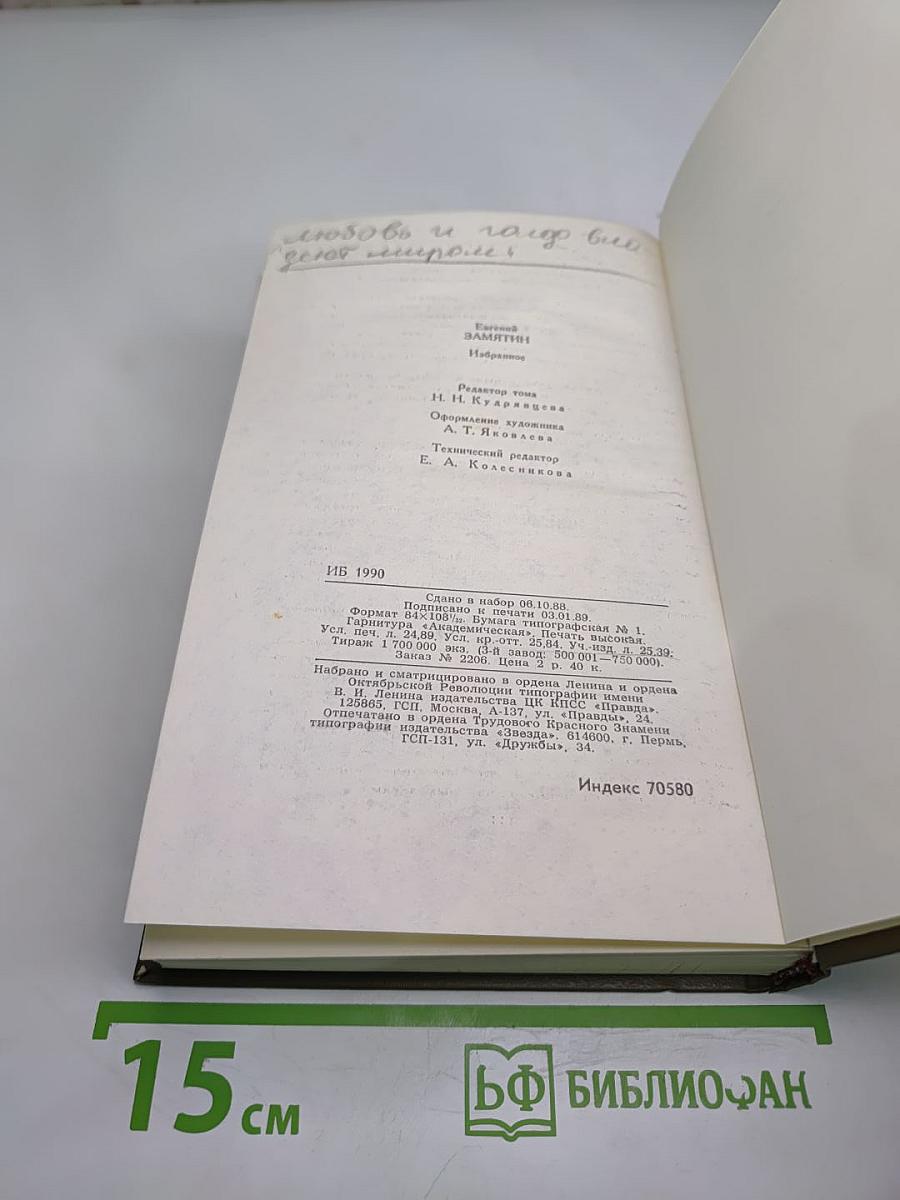 любовь и голод вла
деют миром!
Евгений
ЗАМЯТИН
Избранное
Редактор тома
Н. Н. Кудрявцева
Оформление художника
А. Т. Яковлева
Технический редактор
Е. А. Колесникова
ИБ 1990
Сдано в набор 06.10.88.
Подписано к печати 03.01.89.
Формат 84×108¹/₃₂. Бумага типографская № 1.
Гарнитура «Академическая». Печать высокая.
Усл. печ. л. 24,89. Усл. кр.-отт. 25,84. Уч.-изд. л. 25,39.
Тираж 1 700 000 экз. (3-й завод: 500 001—750 000).
Заказ № 2206. Цена 2 р. 40 к.
Набрано и сматрицировано в ордена Ленина и ордена
Октябрьской Революции типографии имени
В. И. Ленина издательства ЦК КПСС «Правда».
125865, ГСП, Москва, А-137, ул. «Правды», 24.
Отпечатано в ордена Трудового Красного Знамени
типографии издательства «Звезда». 614600, г. Пермь,
ГСП-131, ул. «Дружбы», 34.
Индекс 70580
15 см
БФ БИБЛИОФАН